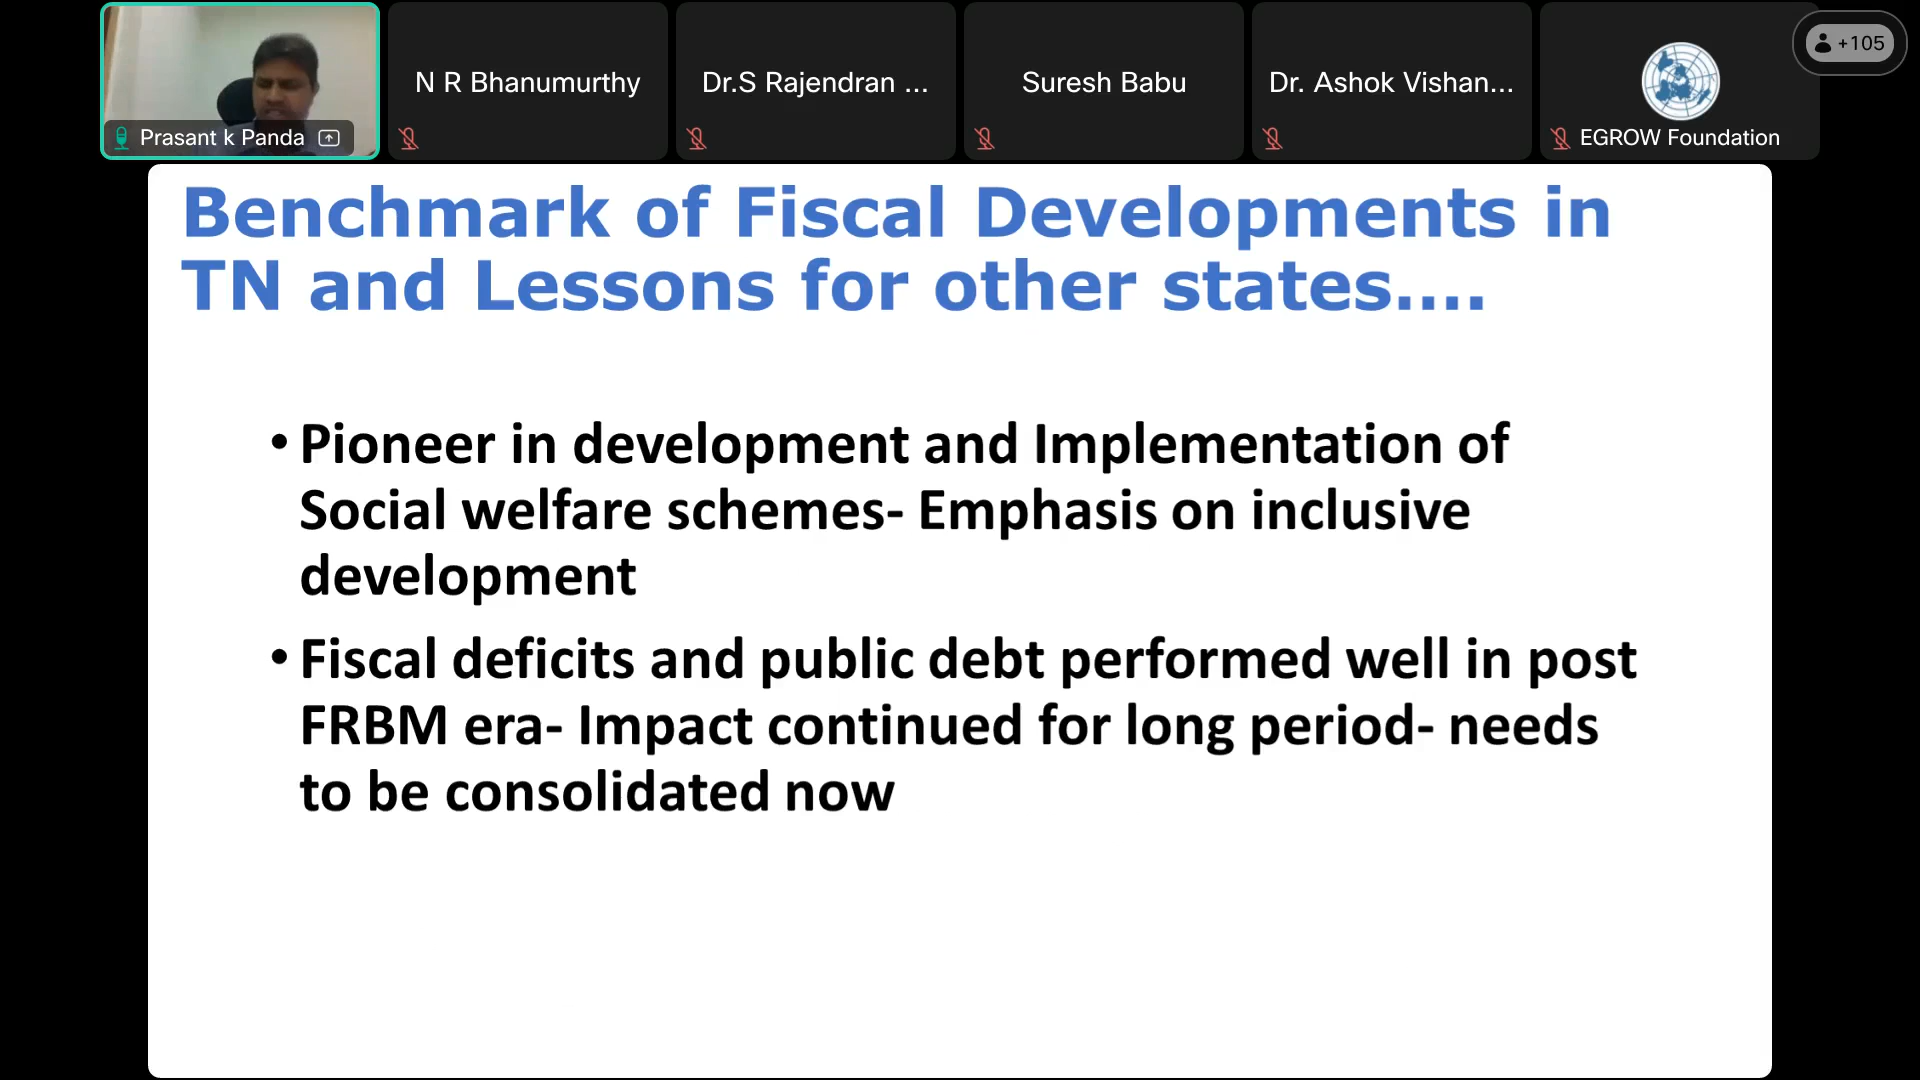 Prasant k Panda
N R Bhanumurthy
Dr.S Rajendran ...
Suresh Babu
Dr. Ashok Vishan...
EGROW Foundation
+105
Benchmark of Fiscal Developments in
TN and Lessons for other states....
• Pioneer in development and Implementation of
Social welfare schemes- Emphasis on inclusive
development
• Fiscal deficits and public debt performed well in post
FRBM era- Impact continued for long period- needs
to be consolidated now